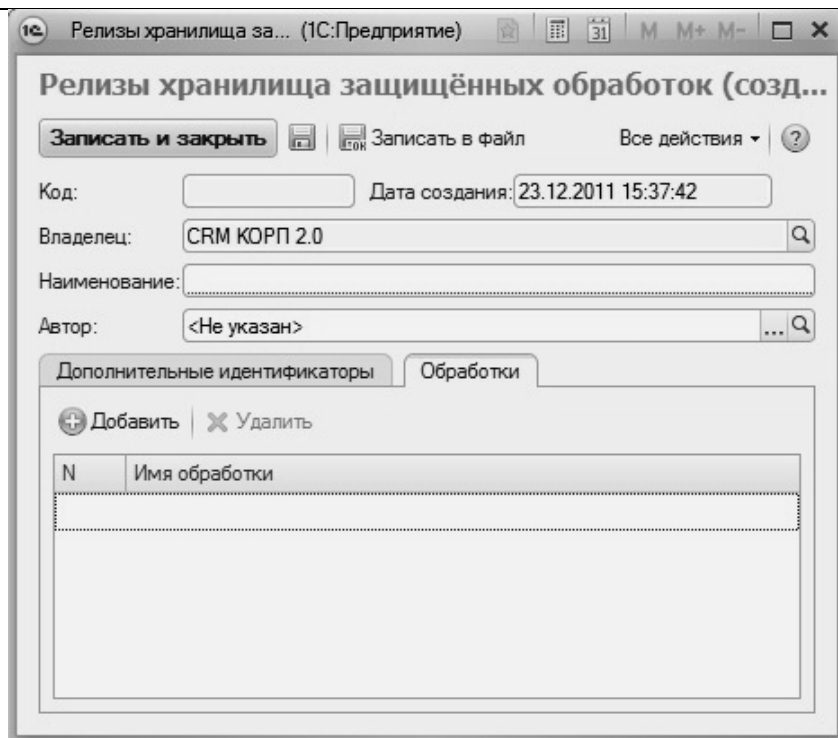 1С Релизы хранилища за... (1С:Предприятие) 31 M M+ M-
Релизы хранилища защищённых обработок (созд...
Записать и закрыть Записать в файл Все действия ?
Код: Дата создания: 23.12.2011 15:37:42
Владелец: CRM КОРП 2.0
Наименование:
Автор: <Не указан> ...
Дополнительные идентификаторы Обработки
Добавить Удалить
N Имя обработки